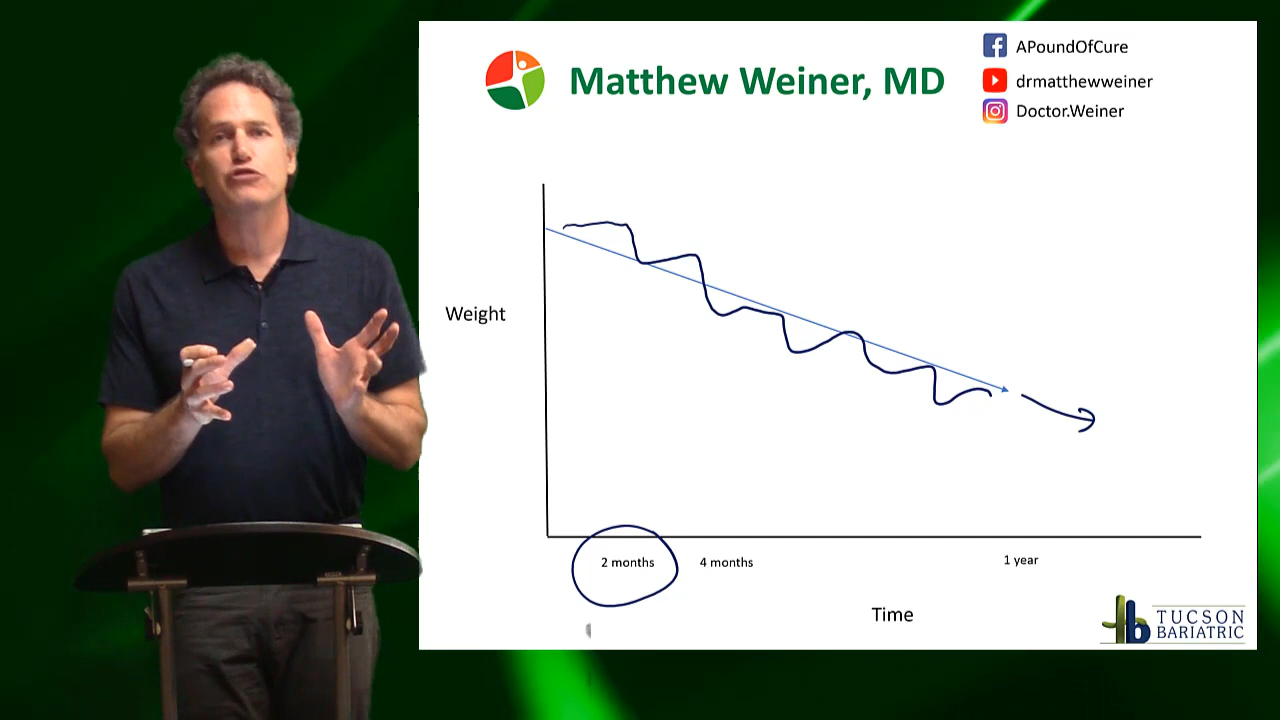 Matthew Weiner, MD
APoundOfCure
drmatthewweiner
Doctor.Weiner
Weight
2 months
4 months
1 year
Time
TUCSON
BARIATRIC